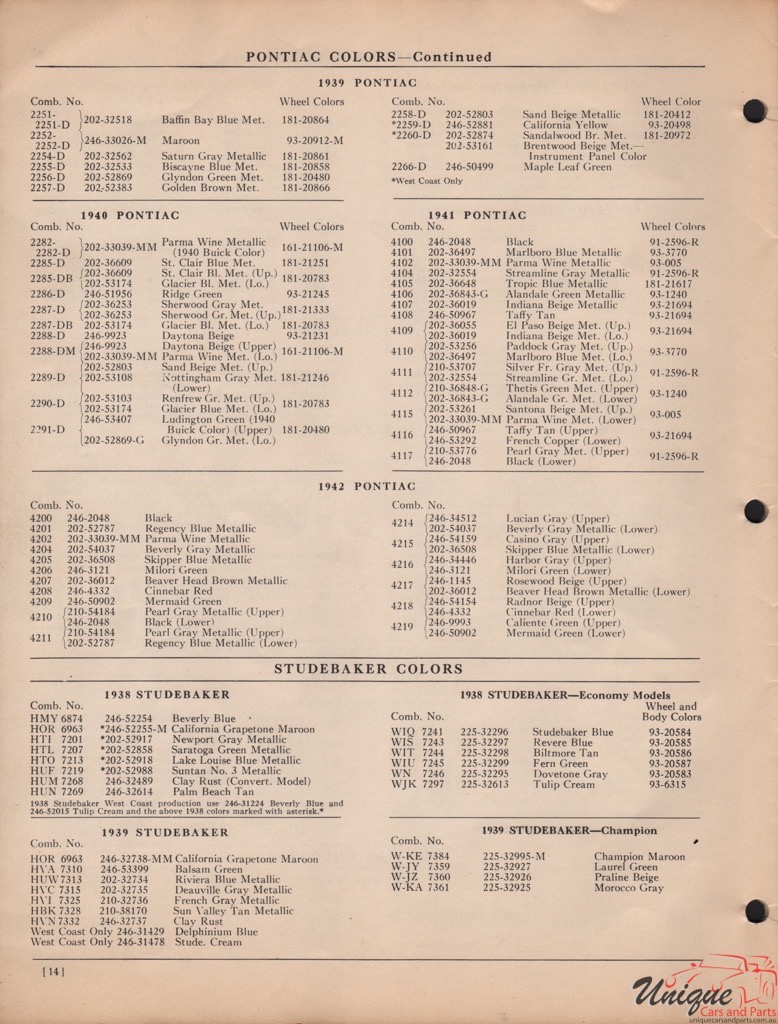 PONTIAC COLORS—Continued
1939 PONTIAC
Comb. No. Wheel Colors
2251-
2251-D 202-32518 Baffin Bay Blue Met. 181-20864
2252-
2252-D 246-33026-M Maroon 93-20912-M
2254-D 202-32562 Saturn Gray Metallic 181-20861
2255-D 202-32533 Biscayne Blue Met. 181-20858
2256-D 202-52869 Glyndon Green Met. 181-20480
2257-D 202-52383 Golden Brown Met. 181-20866
Comb. No. Wheel Color
2258-D 202-52803 Sand Beige Metallic 181-20412
*2259-D 246-52881 California Yellow 93-20498
*2260-D 202-52874 Sandalwood Br. Met. 181-20972
202-53161 Brentwood Beige Met.—
Instrument Panel Color
2266-D 246-50499 Maple Leaf Green
*West Coast Only
1940 PONTIAC
Comb. No. Wheel Colors
2282-
2282-D 202-33039-MM Parma Wine Metallic
(1940 Buick Color) 161-21106-M
2285-D 202-36609 St. Clair Blue Met. 181-21251
2285-DB 202-36609 St. Clair Bl. Met. (Up.)
202-53174 Glacier Bl. Met. (Lo.) 181-20783
2286-D 246-51956 Ridge Green 93-21245
2287-D 202-36253 Sherwood Gray Met.
202-36253 Sherwood Gr. Met. (Up.) 181-21333
2287-DB 202-53174 Glacier Bl. Met. (Lo.) 181-20783
2288-D 246-9923 Daytona Beige 93-21231
2288-DM 246-9923 Daytona Beige (Upper)
202-33039-MM Parma Wine Met. (Lo.) 161-21106-M
202-52803 Sand Beige Met. (Up.)
2289-D 202-53108 Nottingham Gray Met. 181-21246
(Lower)
2290-D 202-53103 Renfrew Gr. Met. (Up.)
202-53174 Glacier Blue Met. (Lo.) 181-20783
246-53407 Ludington Green (1940
2291-D Buick Color) (Upper) 181-20480
202-52869-G Glyndon Gr. Met. (Lo.)
1941 PONTIAC
Comb. No. Wheel Colors
4100 246-2048 Black 91-2596-R
4101 202-36497 Marlboro Blue Metallic 93-3770
4102 202-33039-MM Parma Wine Metallic 93-005
4104 202-32554 Streamline Gray Metallic 91-2596-R
4105 202-36648 Tropic Blue Metallic 181-21617
4106 202-36843-G Alandale Green Metallic 93-1240
4107 202-36019 Indiana Beige Metallic 93-21694
4108 246-50967 Taffy Tan 93-21694
4109 202-36055 El Paso Beige Met. (Up.)
202-36019 Indiana Beige Met. (Lo.) 93-21694
4110 202-53256 Paddock Gray Met. (Up.)
202-36497 Marlboro Blue Met. (Lo.) 93-3770
4111 210-53707 Silver Fr. Gray Met. (Up.)
202-32554 Streamline Gr. Met. (Lo.) 91-2596-R
4112 210-36848-G Thetis Green Met. (Upper)
202-36843-G Alandale Gr. Met. (Lower) 93-1240
4115 202-53261 Santona Beige Met. (Up.)
202-33039-MM Parma Wine Met. (Lower) 93-005
4116 246-50967 Taffy Tan (Upper)
246-53292 French Copper (Lower) 93-21694
4117 210-53776 Pearl Gray Met. (Upper)
246-2048 Black (Lower) 91-2596-R
1942 PONTIAC
Comb. No.
4200 246-2048 Black
4201 202-52787 Regency Blue Metallic
4202 202-33039-MM Parma Wine Metallic
4204 202-54037 Beverly Gray Metallic
4205 202-36508 Skipper Blue Metallic
4206 246-3121 Milori Green
4207 202-36012 Beaver Head Brown Metallic
4208 246-4332 Cinnebar Red
4209 246-50902 Mermaid Green
4210 210-54184 Pearl Gray Metallic (Upper)
246-2048 Black (Lower)
4211 210-54184 Pearl Gray Metallic (Upper)
202-52787 Regency Blue Metallic (Lower)
Comb. No.
4214 246-34512 Lucian Gray (Upper)
202-54037 Beverly Gray Metallic (Lower)
4215 246-54159 Casino Gray (Upper)
202-36508 Skipper Blue Metallic (Lower)
4216 246-34446 Harbor Gray (Upper)
246-3121 Milori Green (Lower)
4217 246-1145 Rosewood Beige (Upper)
202-36012 Beaver Head Brown Metallic (Lower)
4218 246-54154 Radnor Beige (Upper)
246-4332 Cinnebar Red (Lower)
4219 246-9993 Caliente Green (Upper)
246-50902 Mermaid Green (Lower)
STUDEBAKER COLORS
1938 STUDEBAKER
Comb. No.
HMY 6874 246-52254 Beverly Blue
HOR 6963 *246-52255-M California Grapetone Maroon
HTI 7201 *202-52917 Newport Gray Metallic
HTL 7207 *202-52858 Saratoga Green Metallic
HTO 7213 *202-52918 Lake Louise Blue Metallic
HUF 7219 *202-52988 Suntan No. 3 Metallic
HUM 7268 246-32489 Clay Rust (Convert. Model)
HUN 7269 246-32614 Palm Beach Tan
1938 Studebaker West Coast production use 246-31224 Beverly Blue and
246-52015 Tulip Cream and the above 1938 colors marked with asterisk.*
1938 STUDEBAKER—Economy Models
Wheel and
Comb. No. Body Colors
WIQ 7241 225-32296 Studebaker Blue 93-20584
WIS 7243 225-32297 Revere Blue 93-20585
WIT 7244 225-32298 Biltmore Tan 93-20586
WIU 7245 225-32299 Fern Green 93-20587
WN 7246 225-32295 Dovetone Gray 93-20583
WJK 7297 225-32613 Tulip Cream 93-6315
1939 STUDEBAKER
Comb. No.
HOR 6963 246-32738-MM California Grapetone Maroon
HVA 7310 246-53399 Balsam Green
HUW 7313 202-32734 Riviera Blue Metallic
HVC 7315 202-32735 Deauville Gray Metallic
HVI 7325 210-32736 French Gray Metallic
HBK 7328 210-38170 Sun Valley Tan Metallic
HVN 7332 246-32737 Clay Rust
West Coast Only 246-31429 Delphinium Blue
West Coast Only 246-31478 Stude. Cream
1939 STUDEBAKER—Champion
Comb. No.
W-KE 7384 225-32995-M Champion Maroon
W-JY 7359 225-32927 Laurel Green
W-JZ 7360 225-32926 Praline Beige
W-KA 7361 225-32925 Morocco Gray
[14]
Unique
Cars and Parts
uniquecarsandparts.com.au